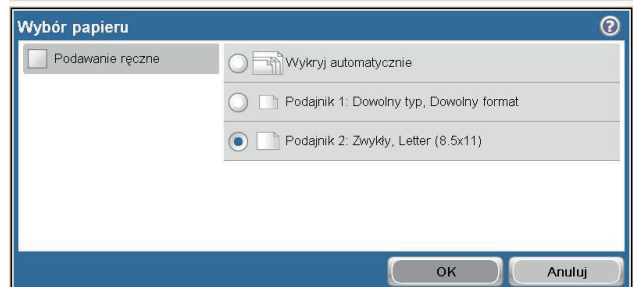 Wybór papieru ?
Podawanie ręczne
Wykryj automatycznie
Podajnik 1: Dowolny typ, Dowolny format
Podajnik 2: Zwykły, Letter (8.5x11)
OK Anuluj